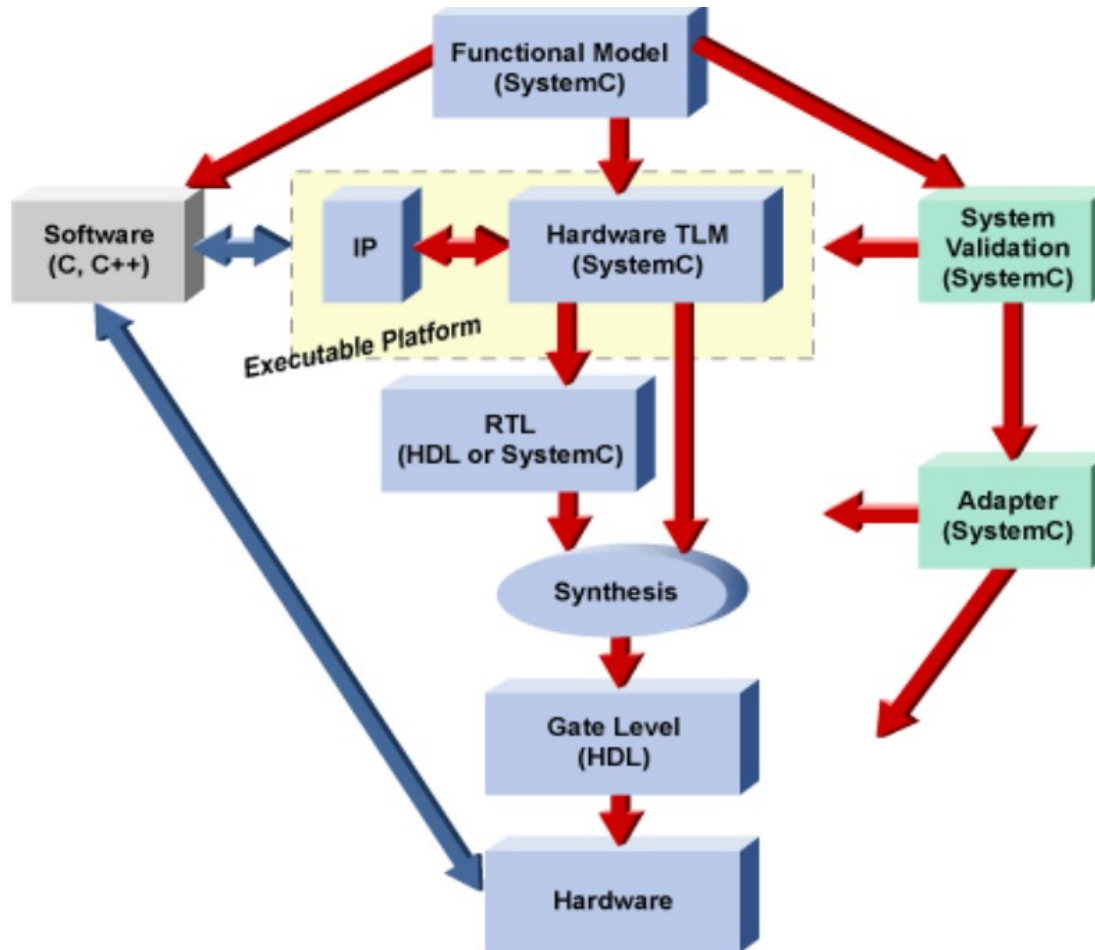 Functional Model
(SystemC)
Software
(C, C++)
IP
Hardware TLM
(SystemC)
System
Validation
(SystemC)
Executable Platform
RTL
(HDL or SystemC)
Adapter
(SystemC)
Synthesis
Gate Level
(HDL)
Hardware